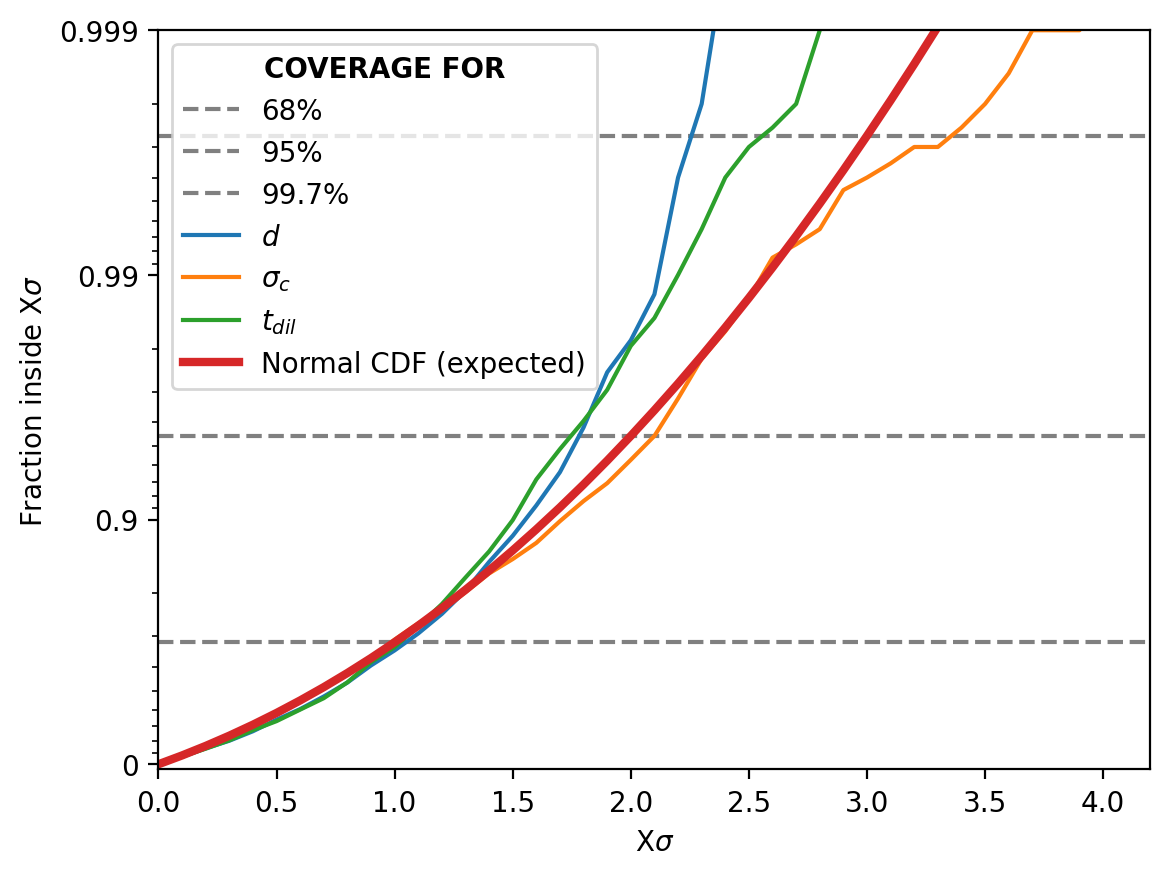 0.999
COVERAGE FOR
68%
95%
99.7%
d
σc
tdil
Normal CDF (expected)
0.99
0.9
0
Fraction inside Xσ
0.0 0.5 1.0 1.5 2.0 2.5 3.0 3.5 4.0
Xσ